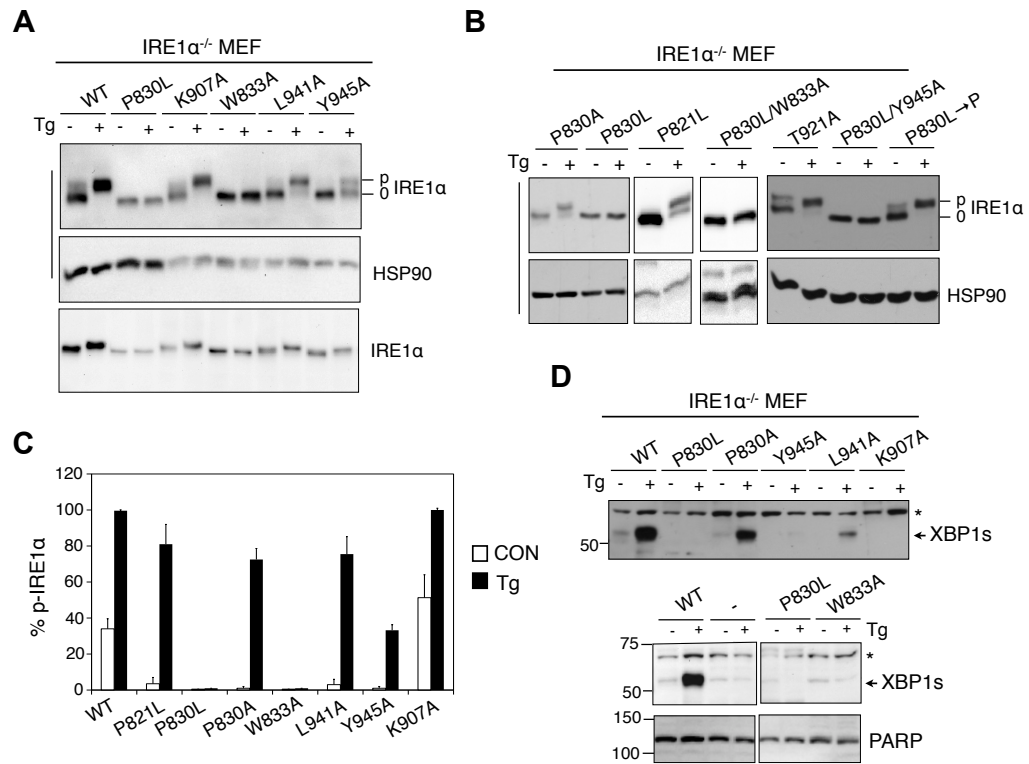 A
IRE1α-/- MEF
WT P830L K907A W833A L941A Y945A
Tg - + - + - + - + - + - +
p
0 IRE1α
HSP90
IRE1α
B
IRE1α-/- MEF
P830A P830L P821L P830L/W833A T921A P830L/Y945A P830L→P
Tg - + - + - + - + - + - + - +
p
0 IRE1α
HSP90
C
120
100
80
60
40
20
0
% p-IRE1α
WT P821L P830L P830A W833A L941A Y945A K907A
CON
Tg
D
IRE1α-/- MEF
WT P830L P830A Y945A L941A K907A
Tg - + - + - + - + - + - +
*
XBP1s
50
WT - P830L W833A
- + - + - + - + Tg
75
*
XBP1s
50
150
PARP
100